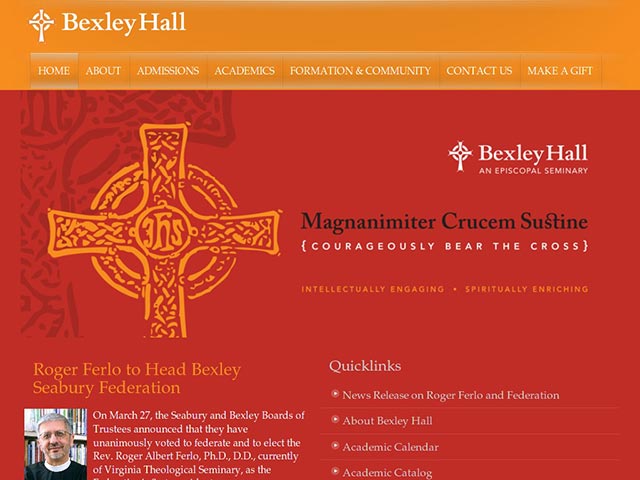 Bexley Hall
HOME ABOUT ADMISSIONS ACADEMICS FORMATION & COMMUNITY CONTACT US MAKE A GIFT
ihs
Bexley Hall
AN EPISCOPAL SEMINARY
Magnanimiter Crucem Sustine
{COURAGEOUSLY BEAR THE CROSS}
INTELLECTUALLY ENGAGING • SPIRITUALLY ENRICHING
Roger Ferlo to Head Bexley
Seabury Federation
On March 27, the Seabury and Bexley Boards of
Trustees announced that they have
unanimously voted to federate and to elect the
Rev. Roger Albert Ferlo, Ph.D., D.D., currently
of Virginia Theological Seminary, as the
Quicklinks
News Release on Roger Ferlo and Federation
About Bexley Hall
Academic Calendar
Academic Catalog